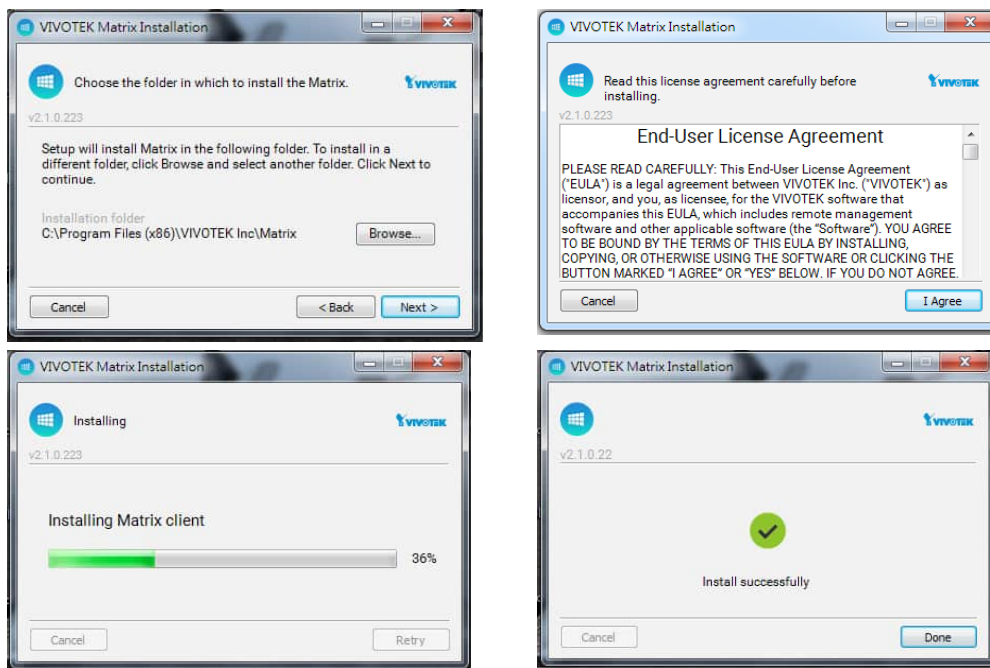 VIVOTEK Matrix Installation
Choose the folder in which to install the Matrix.
VIVOTEK
v2.1.0.223
Setup will install Matrix in the following folder. To install in a
different folder, click Browse and select another folder. Click Next to
continue.
Installation folder
C:\Program Files (x86)\VIVOTEK Inc\Matrix
Browse...
Cancel
< Back
Next >
VIVOTEK Matrix Installation
Read this license agreement carefully before
installing.
VIVOTEK
v2.1.0.223
End-User License Agreement
PLEASE READ CAREFULLY: This End-User License Agreement
("EULA") is a legal agreement between VIVOTEK Inc. ("VIVOTEK") as
licensor, and you, as licensee, for the VIVOTEK software that
accompanies this EULA, which includes remote management
software and other applicable software (the "Software"). YOU AGREE
TO BE BOUND BY THE TERMS OF THIS EULA BY INSTALLING,
COPYING, OR OTHERWISE USING THE SOFTWARE OR CLICKING THE
BUTTON MARKED "I AGREE" OR "YES" BELOW. IF YOU DO NOT AGREE.
Cancel
I Agree
VIVOTEK Matrix Installation
Installing
VIVOTEK
v2.1.0.223
Installing Matrix client
36%
Cancel
Retry
VIVOTEK Matrix Installation
VIVOTEK
v2.1.0.22
Install successfully
Cancel
Done